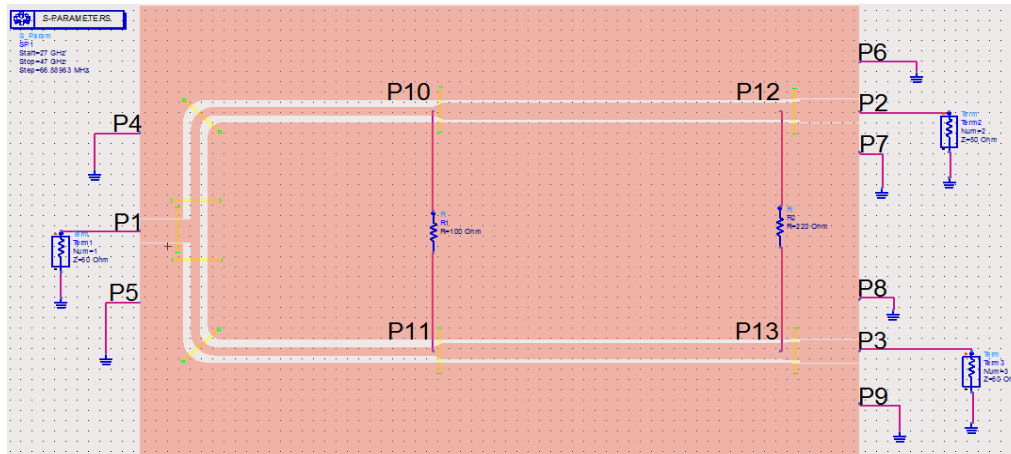 S-PARAMETERS
S_Param
SP1
Start=27 GHz
Stop=47 GHz
Step=66.88963 MHz
P6
P10
P12
P2
Term
Term2
Num=2
Z=50 Ohm
P4
P7
P1
Term
Term1
Num=1
Z=50 Ohm
R
R1
R=100 Ohm
R
R2
R=220 Ohm
P5
P8
P11
P13
P3
Term
Term3
Num=3
Z=50 Oh
P9